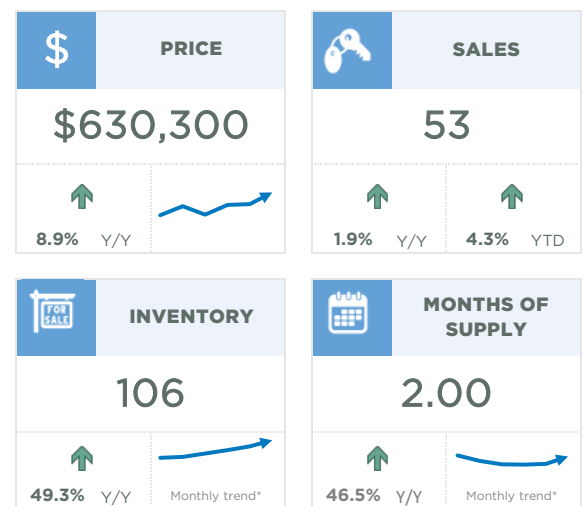 $
PRICE
$630,300
8.9% Y/Y
SALES
53
1.9% Y/Y
4.3% YTD
FOR
SALE
INVENTORY
106
49.3% Y/Y
Monthly trend*
MONTHS OF
SUPPLY
2.00
46.5% Y/Y
Monthly trend*